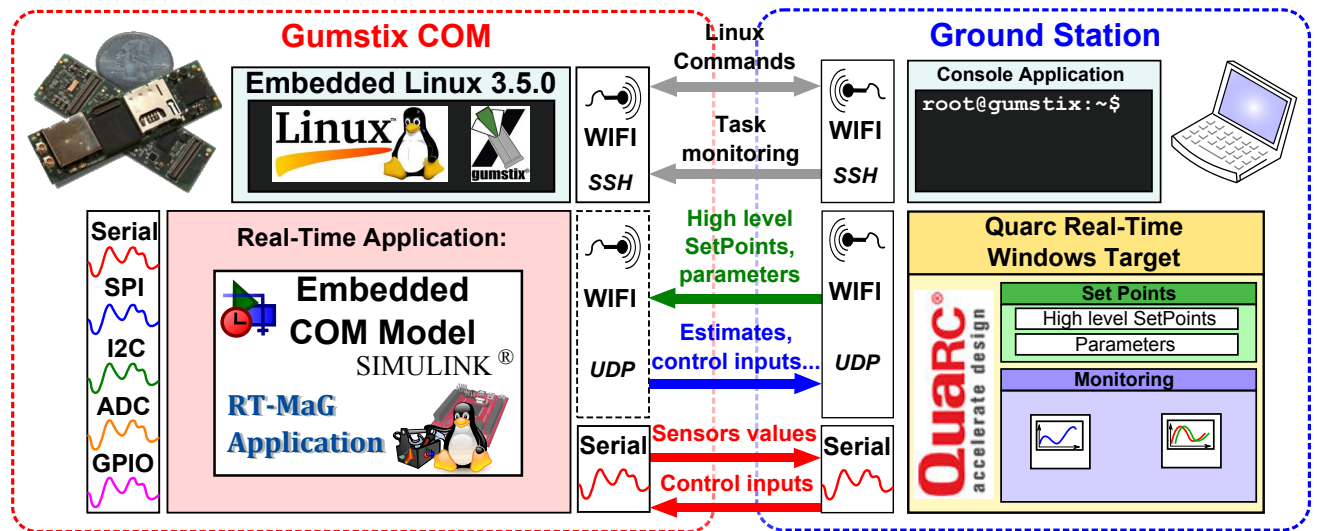 Gumstix COM
Ground Station
Linux
Commands
Embedded Linux 3.5.0
Linux™
gumstix®
WIFI
SSH
Task
monitoring
WIFI
SSH
Console Application
root@gumstix:~$
Serial
SPI
I2C
ADC
GPIO
Real-Time Application:
Embedded
COM Model
SIMULINK ®
RT-MaG
Application
WIFI
UDP
High level
SetPoints,
parameters
Estimates,
control inputs...
WIFI
UDP
Serial
Sensors values
Control inputs
Serial
Quarc Real-Time
Windows Target
QUARC®
accelerate design
Set Points
High level SetPoints
Parameters
Monitoring